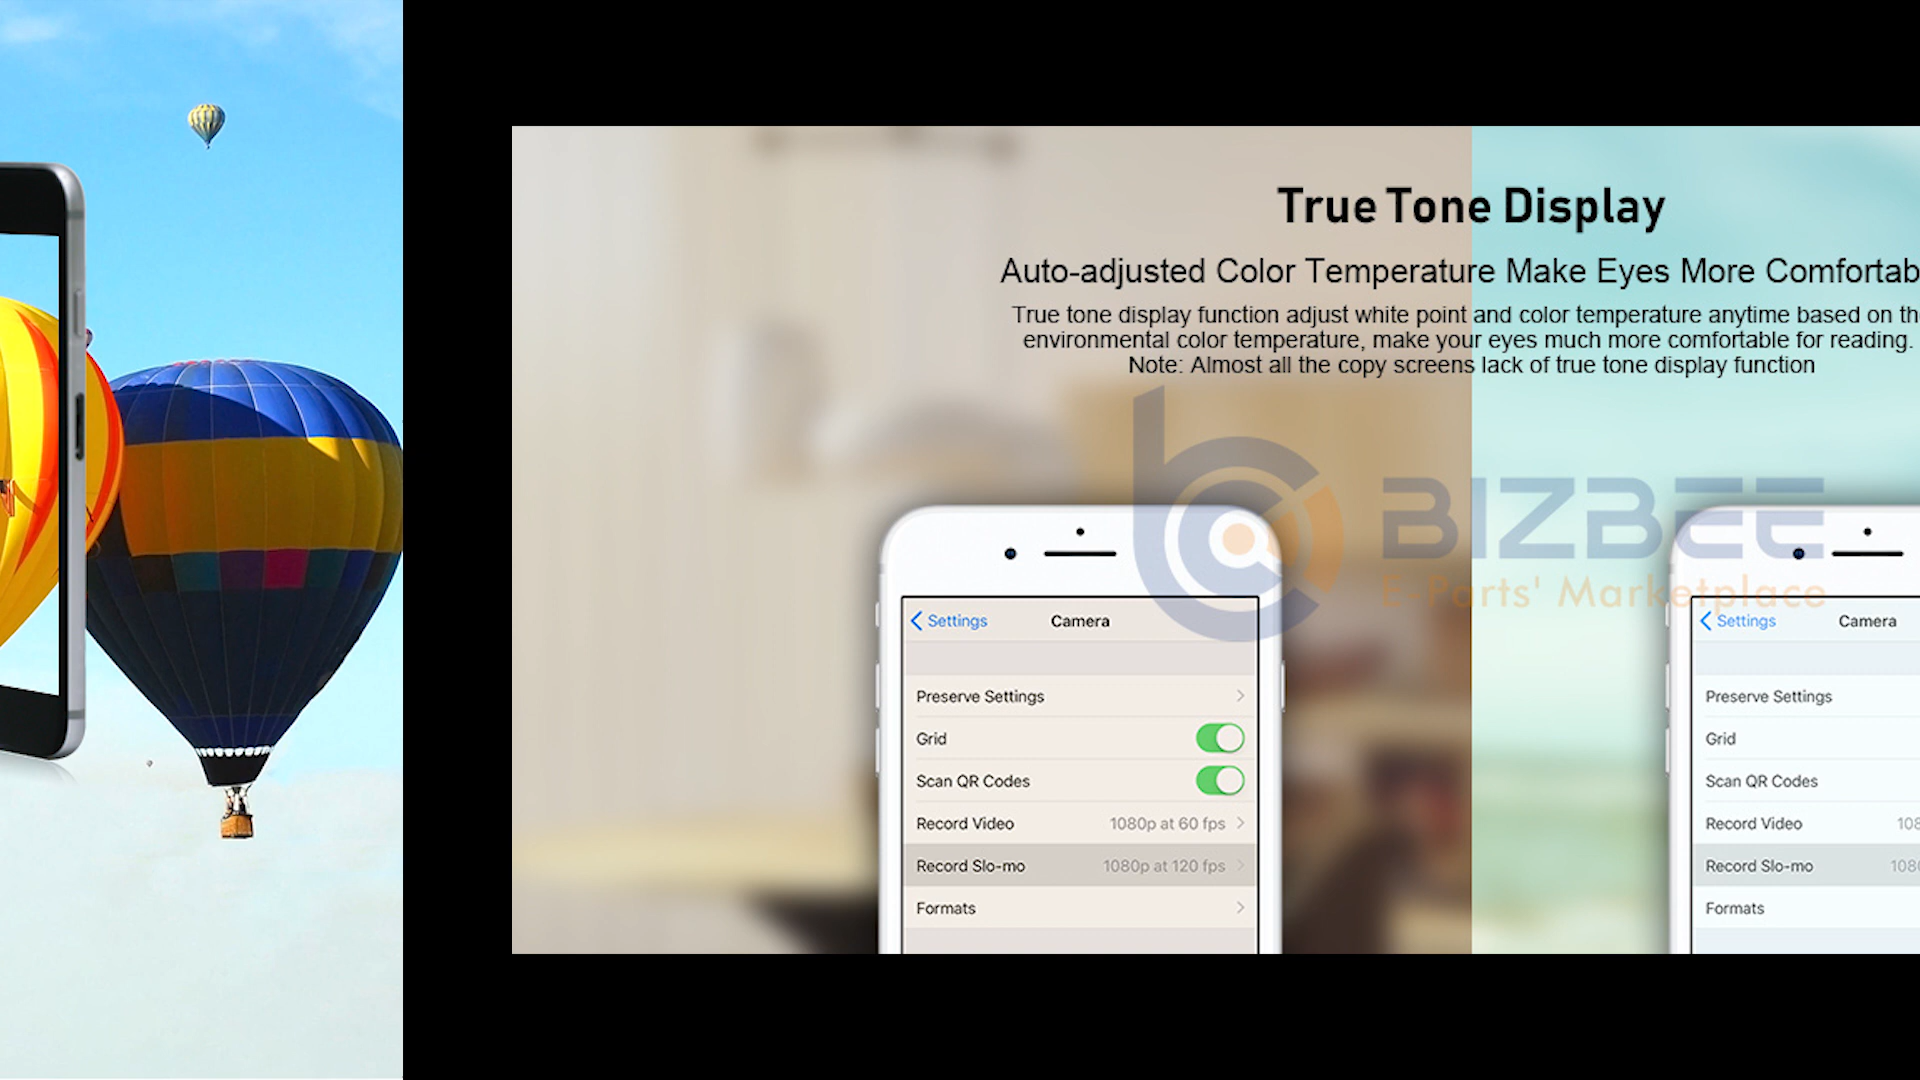 True Tone Display
Auto-adjusted Color Temperature Make Eyes More Comfortab
True tone display function adjust white point and color temperature anytime based on th
environmental color temperature, make your eyes much more comfortable for reading.
Note: Almost all the copy screens lack of true tone display function
BIZBEE
E-Parts' Marketplace
Settings Camera
Preserve Settings
Grid
Scan QR Codes
Record Video 1080p at 60 fps
Record Slo-mo 1080p at 120 fps
Formats
Settings Camera
Preserve Settings
Grid
Scan QR Codes
Record Video 108
Record Slo-mo 108
Formats